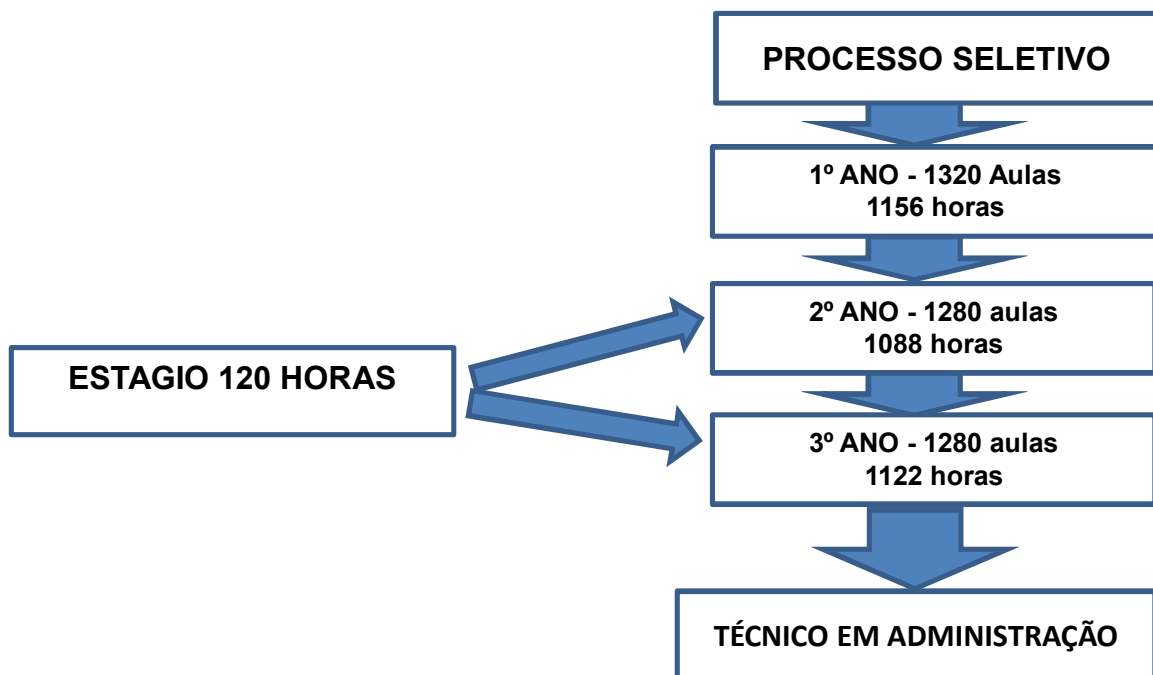 PROCESSO SELETIVO
1º ANO - 1320 Aulas
1156 horas
2º ANO - 1280 aulas
1088 horas
ESTAGIO 120 HORAS
3º ANO - 1280 aulas
1122 horas
TÉCNICO EM ADMINISTRAÇÃO